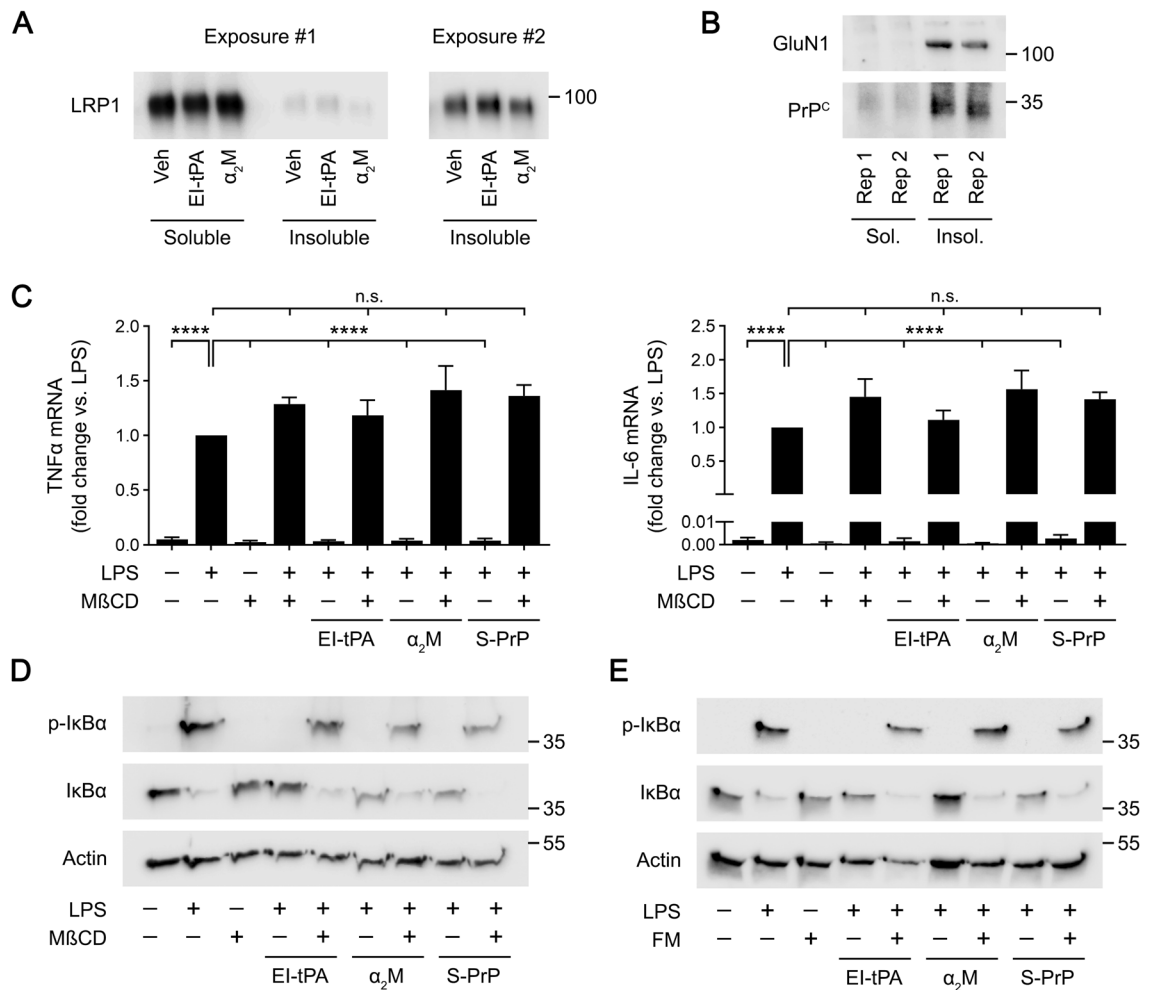 A
Exposure #1
Exposure #2
LRP1
100
Veh
EI-tPA
α₂M
Veh
EI-tPA
α₂M
Veh
EI-tPA
α₂M
Soluble
Insoluble
Insoluble
B
GluN1
100
PrPᶜ
35
Rep 1
Rep 2
Rep 1
Rep 2
Sol.
Insol.
C
n.s.
**** ****
TNFα mRNA
(fold change vs. LPS)
2.0
1.5
1.0
0.5
0.0
LPS – + – + + + + + + +
MßCD – – + + – + – + – +
EI-tPA α₂M S-PrP
n.s.
**** ****
IL-6 mRNA
(fold change vs. LPS)
2.5
2.0
1.5
1.0
0.5
0.01
0.00
LPS – + – + + + + + + +
MßCD – – + + – + – + – +
EI-tPA α₂M S-PrP
D
p-IκBα
35
IκBα
35
55
Actin
LPS – + – + + + + + +
MßCD – – + – + – + – +
EI-tPA α₂M S-PrP
E
p-IκBα
35
IκBα
35
55
Actin
LPS – + – + + + + + +
FM – – + – + – + – +
EI-tPA α₂M S-PrP